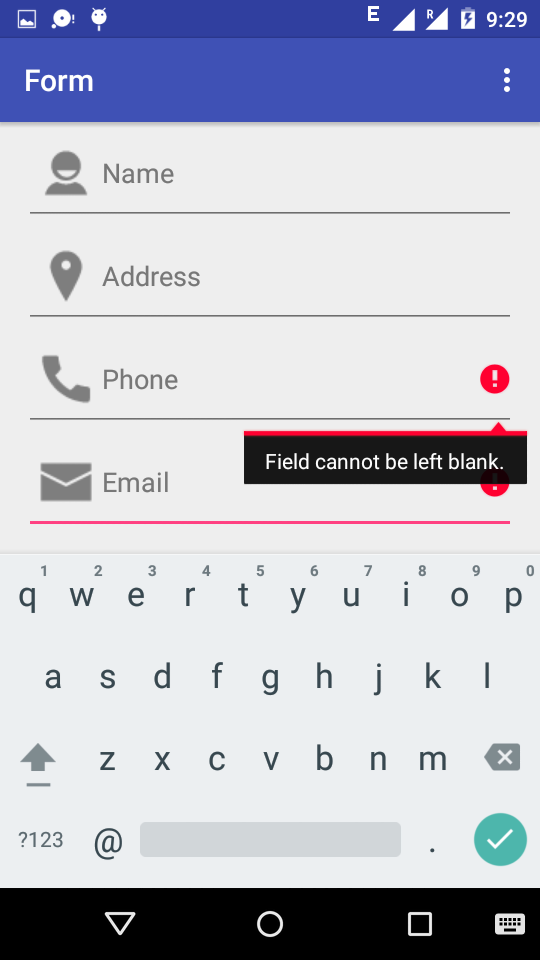 E R 9:29
Form
Name
Address
Phone
Field cannot be left blank.
Email
1 2 3 4 5 6 7 8 9 0
q w e r t y u i o p
a s d f g h j k l
z x c v b n m
?123 @ .